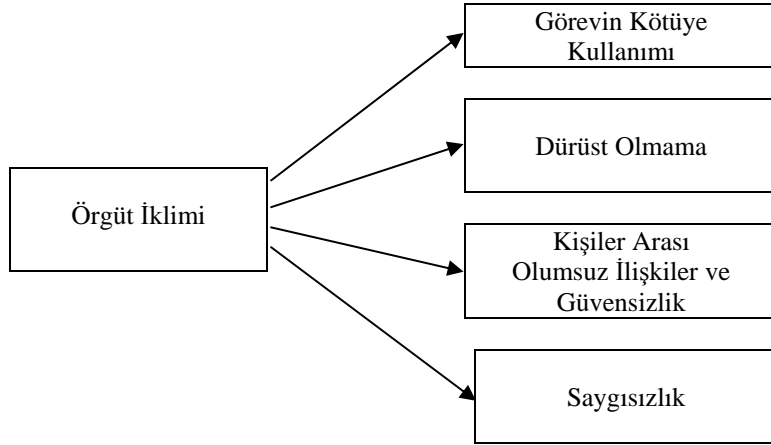 Görevin Kötüye
Kullanımı
Dürüst Olmama
Örgüt İklimi
Kişiler Arası
Olumsuz İlişkiler ve
Güvensizlik
Saygısızlık